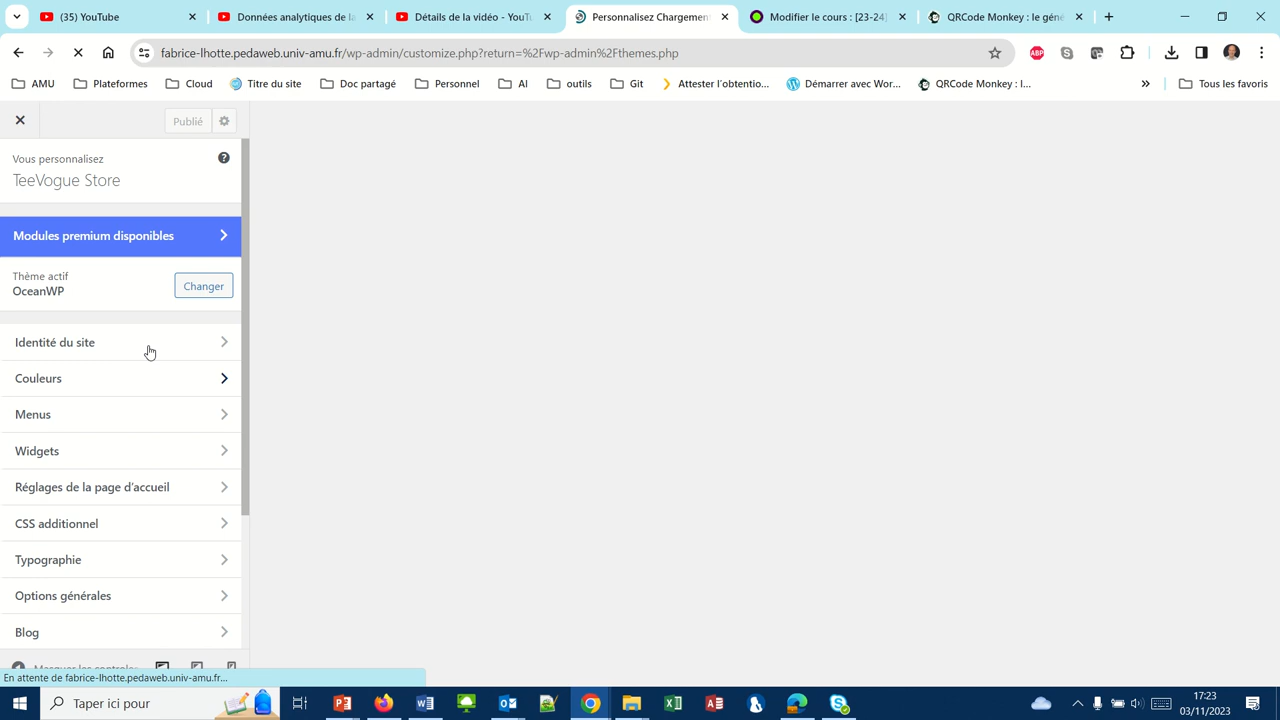 (35) YouTube
Données analytiques de la
Détails de la vidéo - YouTu
Personnalisez Chargement
Modifier le cours : [23-24]
QRCode Monkey : le géné
fabrice-lhotte.pedaweb.univ-amu.fr/wp-admin/customize.php?return=%2Fwp-admin%2Fthemes.php
ABP
AMU
Plateformes
Cloud
Titre du site
Doc partagé
Personnel
AI
outils
Git
Attester l'obtentio...
Démarrer avec Wor...
QRCode Monkey : l...
Tous les favoris
Publié
Vous personnalisez
TeeVogue Store
Modules premium disponibles
Thème actif
OceanWP
Changer
Identité du site
Couleurs
Menus
Widgets
Réglages de la page d'accueil
CSS additionnel
Typographie
Options générales
Blog
Masquer les contrôles
En attente de fabrice-lhotte.pedaweb.univ-amu.fr...
Taper ici pour
17:23
03/11/2023